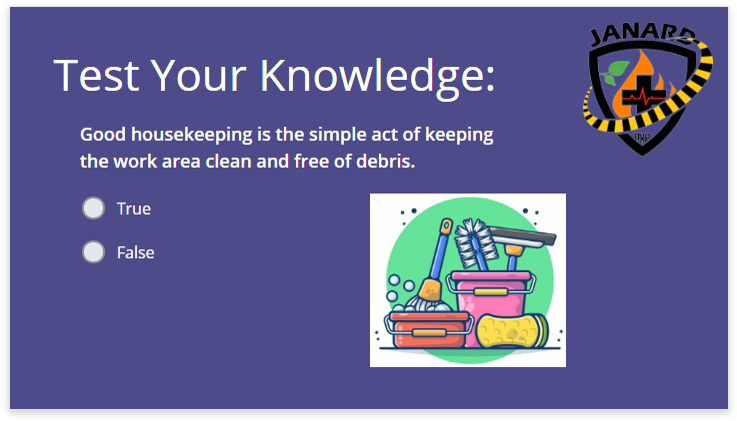 JANARD
Test Your Knowledge:
Good housekeeping is the simple act of keeping
the work area clean and free of debris.
True
False